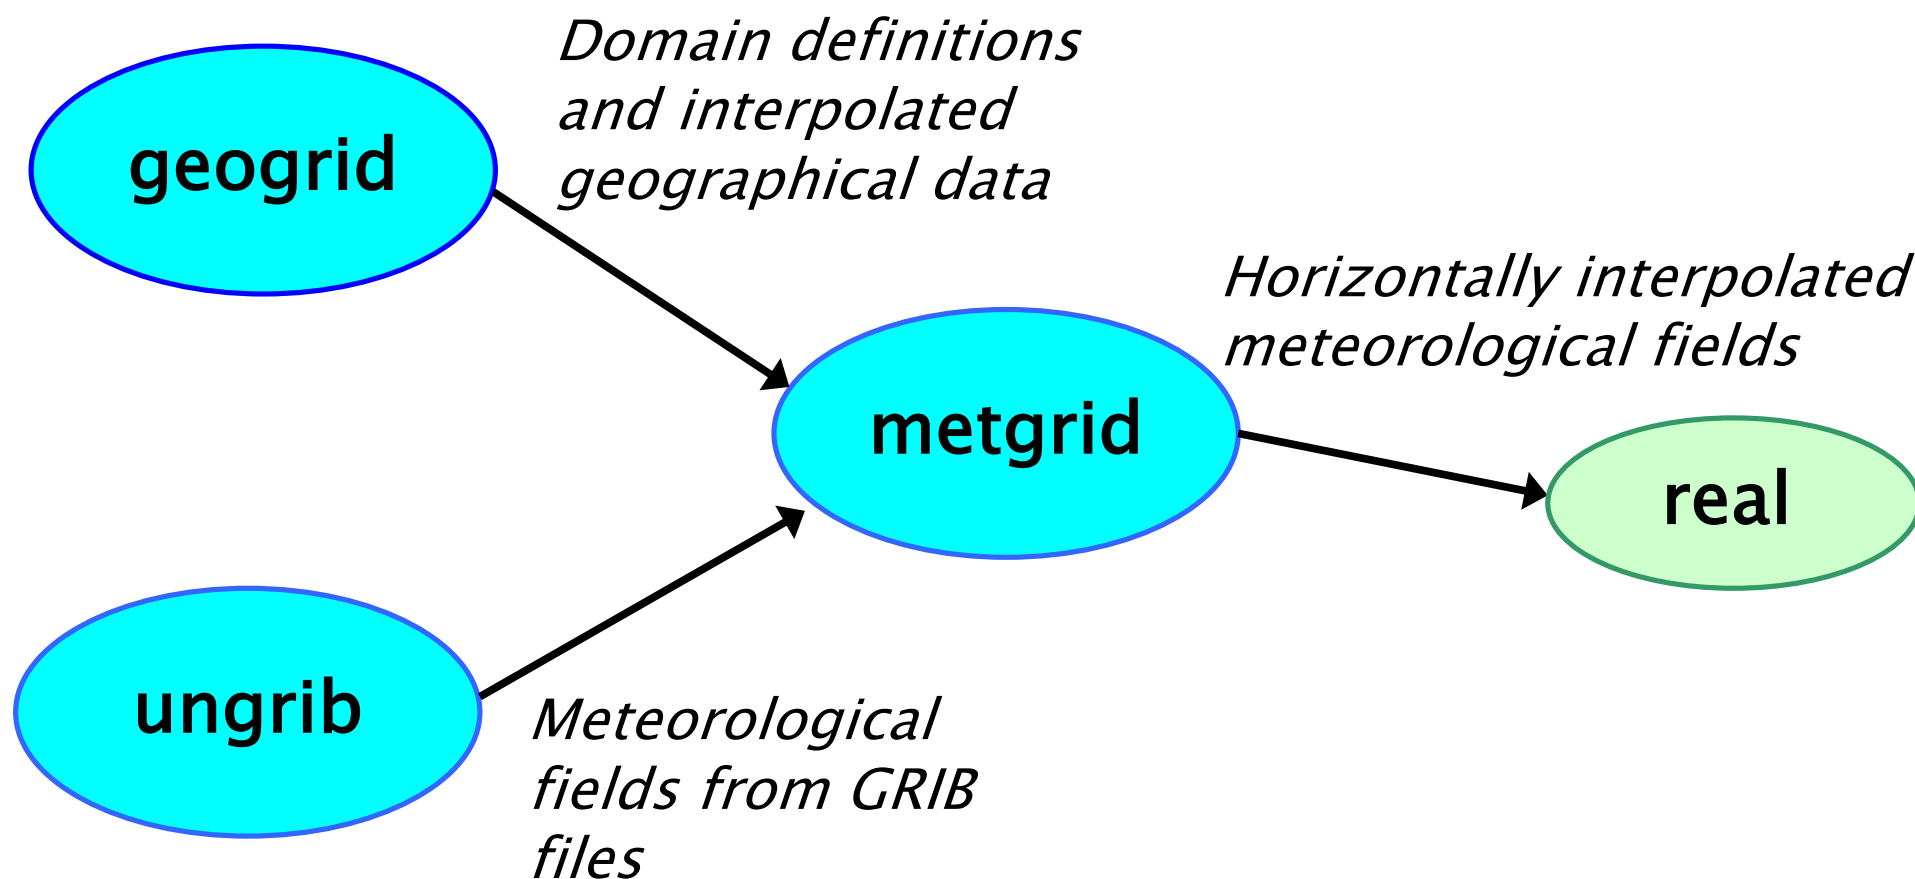 geogrid
Domain definitions
and interpolated
geographical data
Horizontally interpolated
meteorological fields
metgrid
real
ungrib
Meteorological
fields from GRIB
files